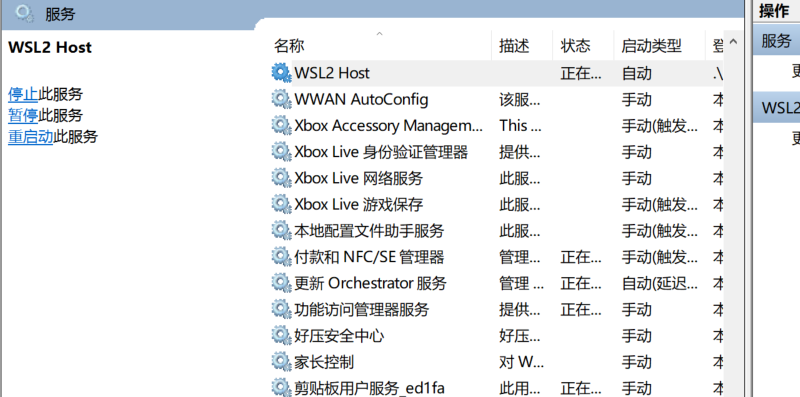 服务
WSL2 Host
停止此服务
暂停此服务
重启动此服务
名称 描述 状态 启动类型
WSL2 Host 正在... 自动 .\
WWAN AutoConfig 该服... 手动 本
Xbox Accessory Managem... This ... 手动(触发... 本
Xbox Live 身份验证管理器 提供... 手动 本
Xbox Live 网络服务 此服... 手动 本
Xbox Live 游戏保存 此服... 手动(触发... 本
本地配置文件助手服务 此服... 手动(触发... 本
付款和 NFC/SE 管理器 管理... 正在... 手动(触发... 本
更新 Orchestrator 服务 管理 ... 正在... 自动(延迟... 本
功能访问管理器服务 提供... 正在... 手动 本
好压安全中心 好压... 手动 本
家长控制 对 W... 手动 本
剪贴板用户服务_ed1fa 此用... 正在... 手动 本
操作
服务
更
WSL2
更